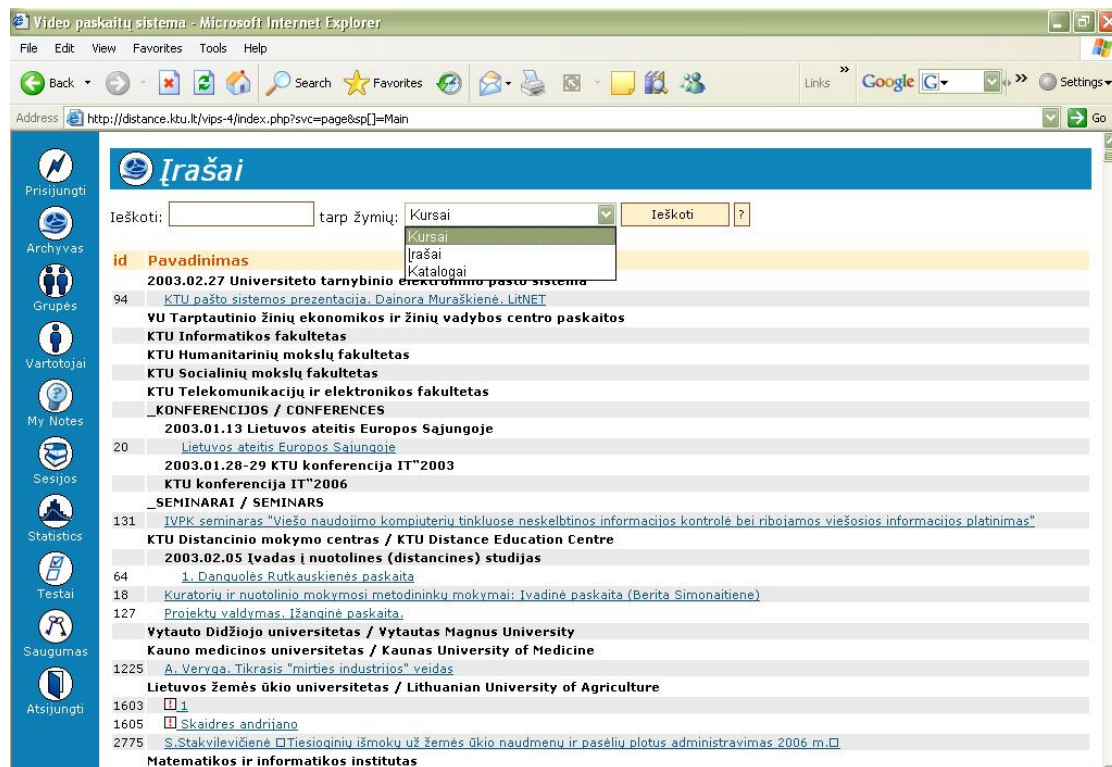 Video paskaitų sistema - Microsoft Internet Explorer
File Edit View Favorites Tools Help
Back Search Favorites Links » Google G » Settings
Address http://distance.ktu.lt/vips-4/index.php?svc=page&sp[]=Main Go
Prisijungti
Archyvas
Grupės
Vartotojai
My Notes
Sesijos
Statistics
Testai
Saugumas
Atsijungti
Įrašai
Ieškoti: tarp žymių: Kursai Ieškoti ?
Kursai
Įrašai
Katalogai
id Pavadinimas
2003.02.27 Universiteto tarnybinio elektroninio pašto sistema
94 KTU pašto sistemos prezentacija. Dainora Muraškienė. LitNET
VU Tarptautinio žinių ekonomikos ir žinių vadybos centro paskaitos
KTU Informatikos fakultetas
KTU Humanitarinių mokslų fakultetas
KTU Socialinių mokslų fakultetas
KTU Telekomunikacijų ir elektronikos fakultetas
_KONFERENCIJOS / CONFERENCES
2003.01.13 Lietuvos ateitis Europos Sąjungoje
20 Lietuvos ateitis Europos Sąjungoje
2003.01.28-29 KTU konferencija IT"2003
KTU konferencija IT"2006
_SEMINARAI / SEMINARS
131 IVPK seminaras "Viešo naudojimo kompiuterių tinkluose neskelbtinos informacijos kontrolė bei ribojamos viešosios informacijos platinimas"
KTU Distancinio mokymo centras / KTU Distance Education Centre
2003.02.05 Įvadas į nuotolines (distancines) studijas
64 1. Danguolės Rutkauskienės paskaita
18 Kuratorių ir nuotolinio mokymosi metodininkų mokymai: Įvadinė paskaita (Berita Simonaitiene)
127 Projektų valdymas. Ižanginė paskaita.
Vytauto Didžiojo universitetas / Vytautas Magnus University
Kauno medicinos universitetas / Kaunas University of Medicine
1225 A. Veryga. Tikrasis "mirties industrijos" veidas
Lietuvos žemės ūkio universitetas / Lithuanian University of Agriculture
1603 1
1605 Skaidres andrijano
2775 S.Stakvilevičienė □Tiesioginių išmokų už žemės ūkio naudmenų ir pasėlių plotus administravimas 2006 m.□
Matematikos ir informatikos institutas